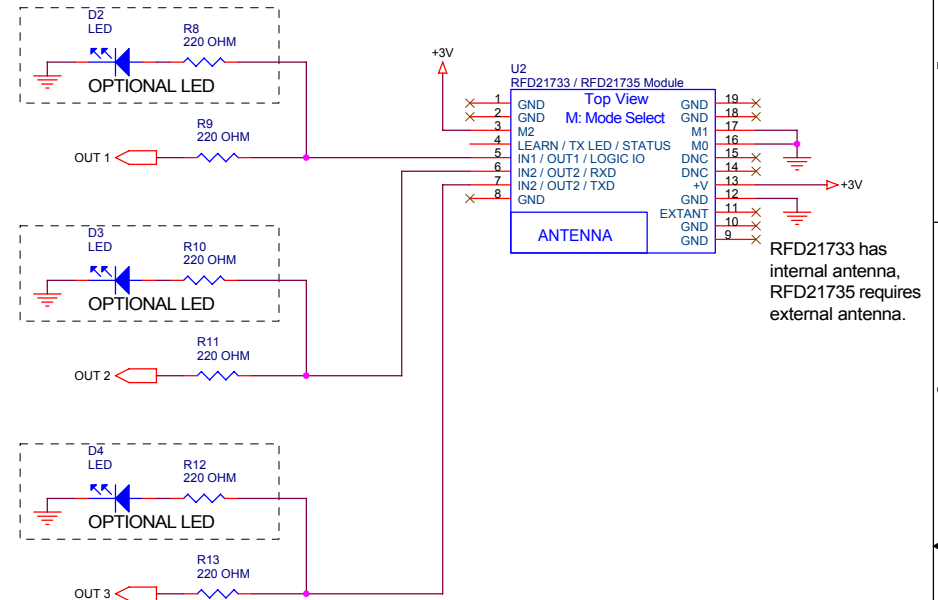 D2
LED
R8
220 OHM
OPTIONAL LED
R9
220 OHM
OUT 1
D3
LED
R10
220 OHM
OPTIONAL LED
R11
220 OHM
OUT 2
D4
LED
R12
220 OHM
OPTIONAL LED
R13
220 OHM
OUT 3
+3V
U2
RFD21733 / RFD21735 Module
Top View
M: Mode Select
1 GND
2 GND
3 M2
4 LEARN / TX LED / STATUS
5 IN1 / OUT1 / LOGIC IO
6 IN2 / OUT2 / RXD
7 IN2 / OUT2 / TXD
8 GND
GND 19
GND 18
M1 17
M0 16
DNC 15
DNC 14
+V 13
GND 12
EXTANT 11
GND 10
GND 9
ANTENNA
+3V
RFD21733 has
internal antenna,
RFD21735 requires
external antenna.